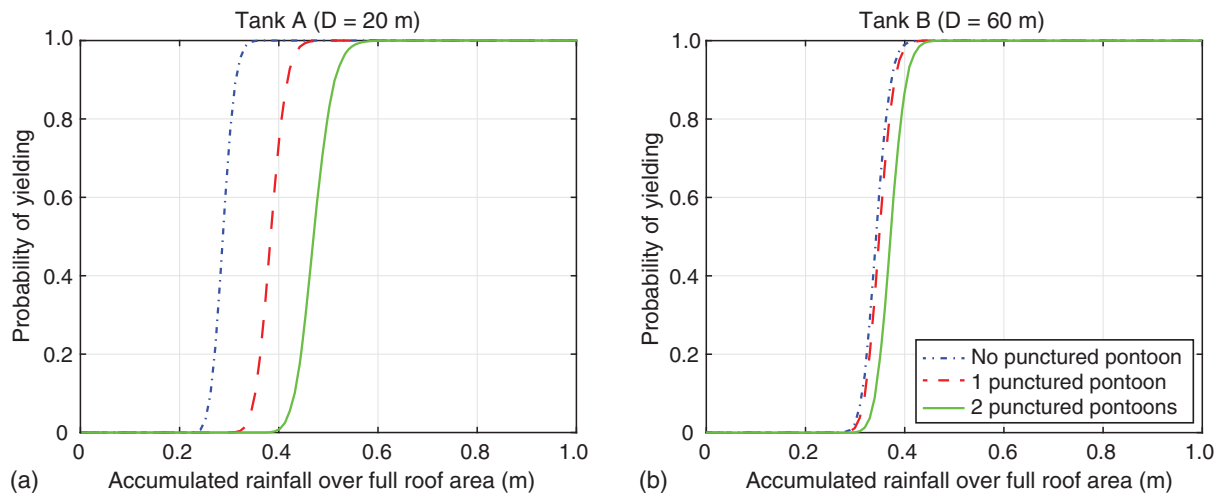 Tank A (D = 20 m)
1.0
0.8
0.6
0.4
0.2
0
Probability of yielding
0 0.2 0.4 0.6 0.8 1.0
(a) Accumulated rainfall over full roof area (m)
Tank B (D = 60 m)
1.0
0.8
0.6
0.4
0.2
0
Probability of yielding
No punctured pontoon
1 punctured pontoon
2 punctured pontoons
0 0.2 0.4 0.6 0.8 1.0
(b) Accumulated rainfall over full roof area (m)